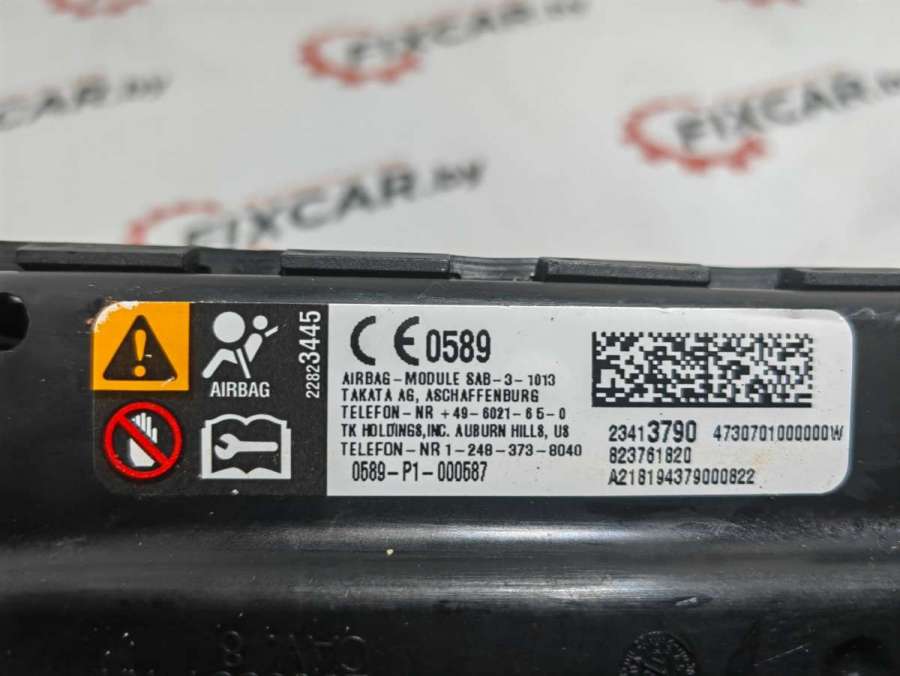 FIXCAR.by
FIXCAR.by
FIXCAR.by
CAR.by
AIRBAG
22823445
CE 0589
AIRBAG-MODULE SAB-3-1013
TAKATA AG, ASCHAFFENBURG
TELEFON-NR +49-6021-65-0
TK HOLDINGS,INC. AUBURN HILLS, US
TELEFON-NR 1-248-373-8040
0589-P1-000587
23413790 4730701000000W
823761820
A218194379000822